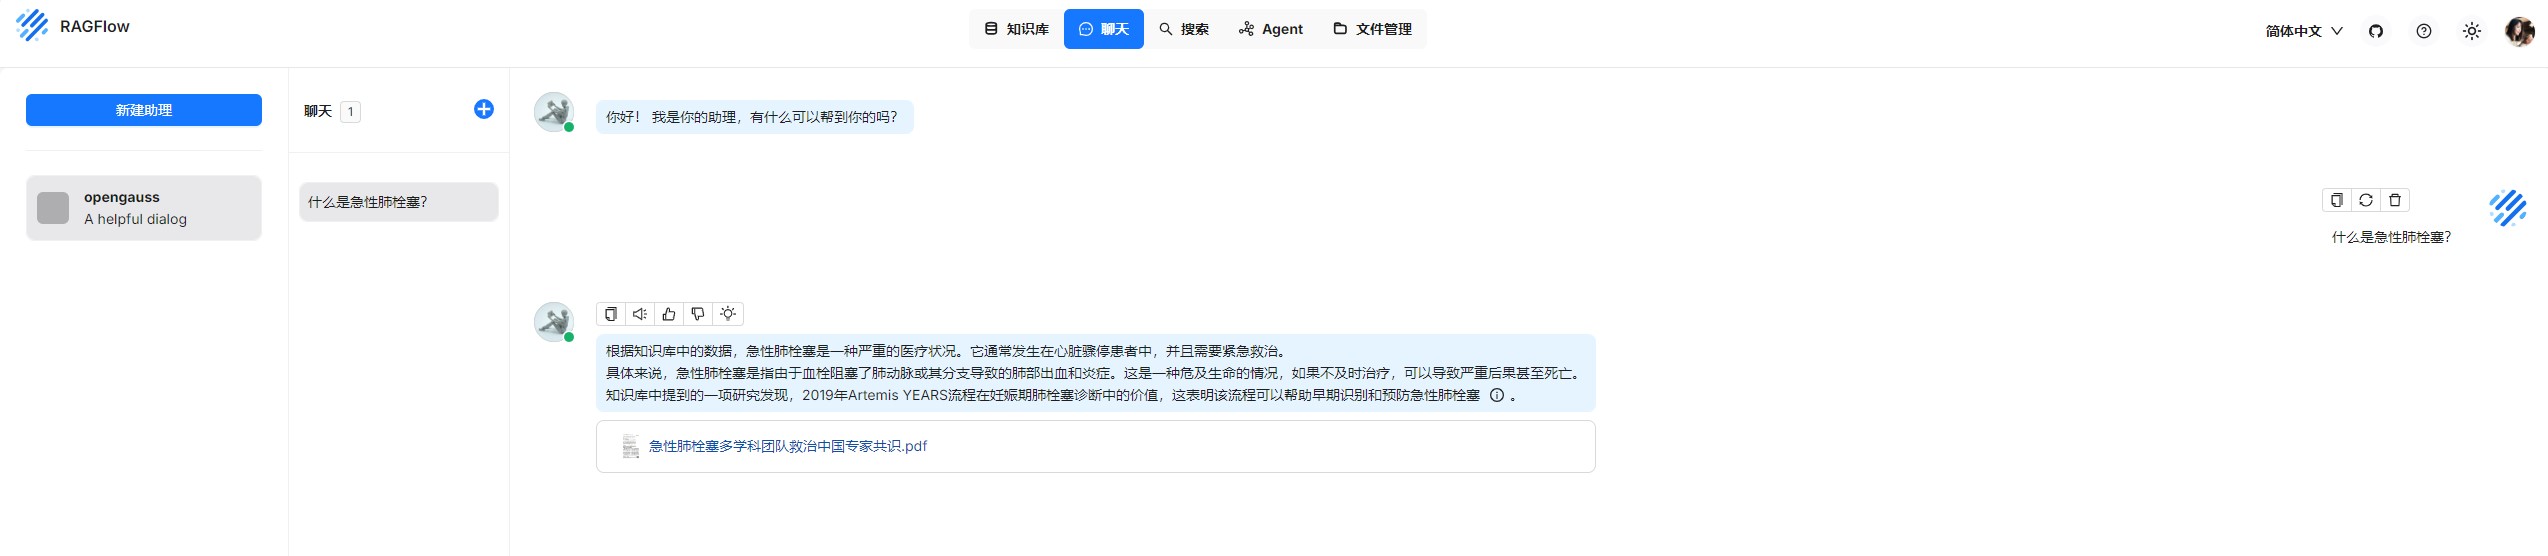 RAGFlow
知识库
聊天
搜索
Agent
文件管理
简体中文
新建助理
opengauss
A helpful dialog
聊天 1
什么是急性肺栓塞?
你好! 我是你的助理，有什么可以帮到你的吗?
什么是急性肺栓塞?
根据知识库中的数据，急性肺栓塞是一种严重的医疗状况。它通常发生在心脏骤停患者中，并且需要紧急救治。
具体来说，急性肺栓塞是指由于血栓阻塞了肺动脉或其分支导致的肺部出血和炎症。这是一种危及生命的情况，如果不及时治疗，可以导致严重后果甚至死亡。
知识库中提到的一项研究发现，2019年Artemis YEARS流程在妊娠期肺栓塞诊断中的价值，这表明该流程可以帮助早期识别和预防急性肺栓塞 。
急性肺栓塞多学科团队救治中国专家共识.pdf